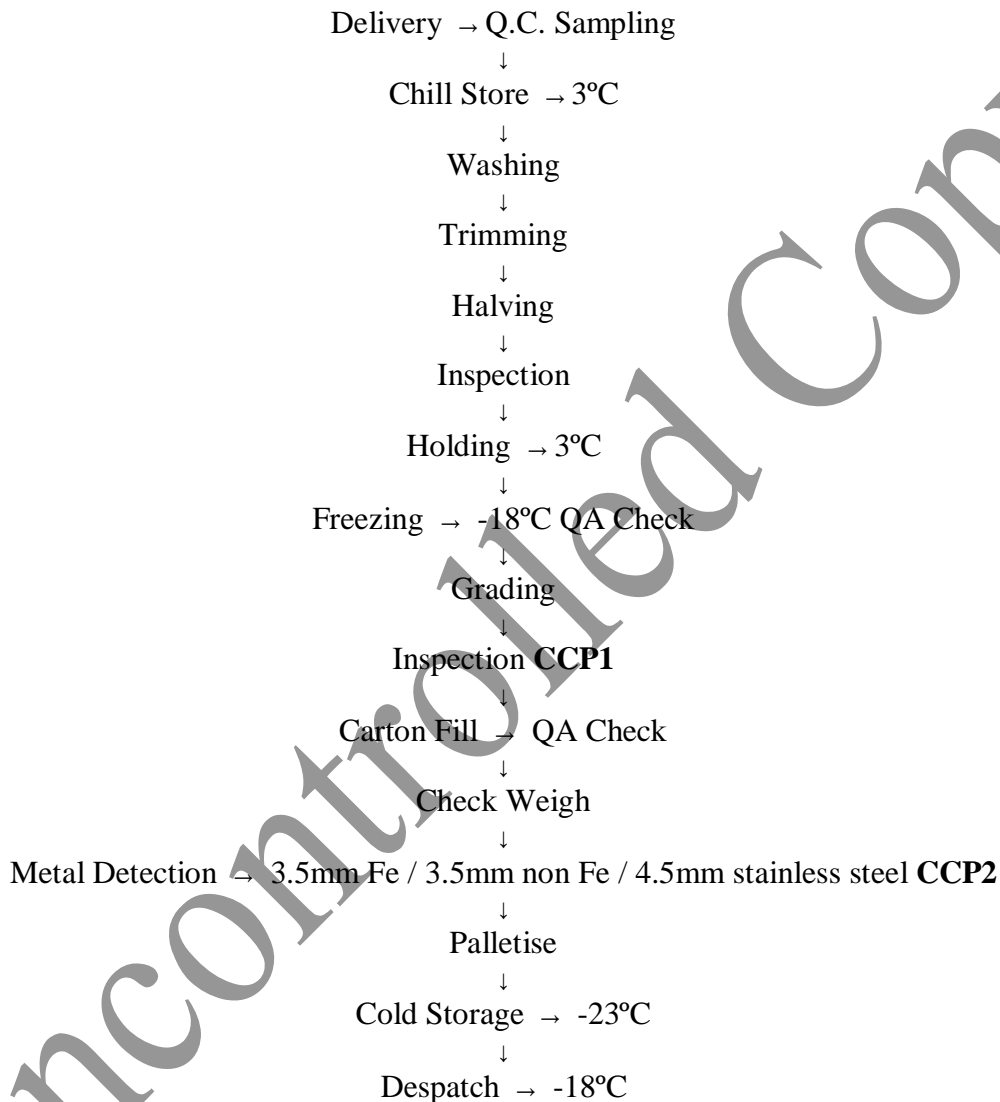 Delivery → Q.C. Sampling
↓
Chill Store → 3ºC
↓
Washing
↓
Trimming
↓
Halving
↓
Inspection
↓
Holding → 3ºC
↓
Freezing → -18ºC QA Check
↓
Grading
↓
Inspection CCP1
↓
Carton Fill → QA Check
↓
Check Weigh
↓
Metal Detection → 3.5mm Fe / 3.5mm non Fe / 4.5mm stainless steel CCP2
↓
Palletise
↓
Cold Storage → -23ºC
↓
Despatch → -18ºC
ncontrolled Cop